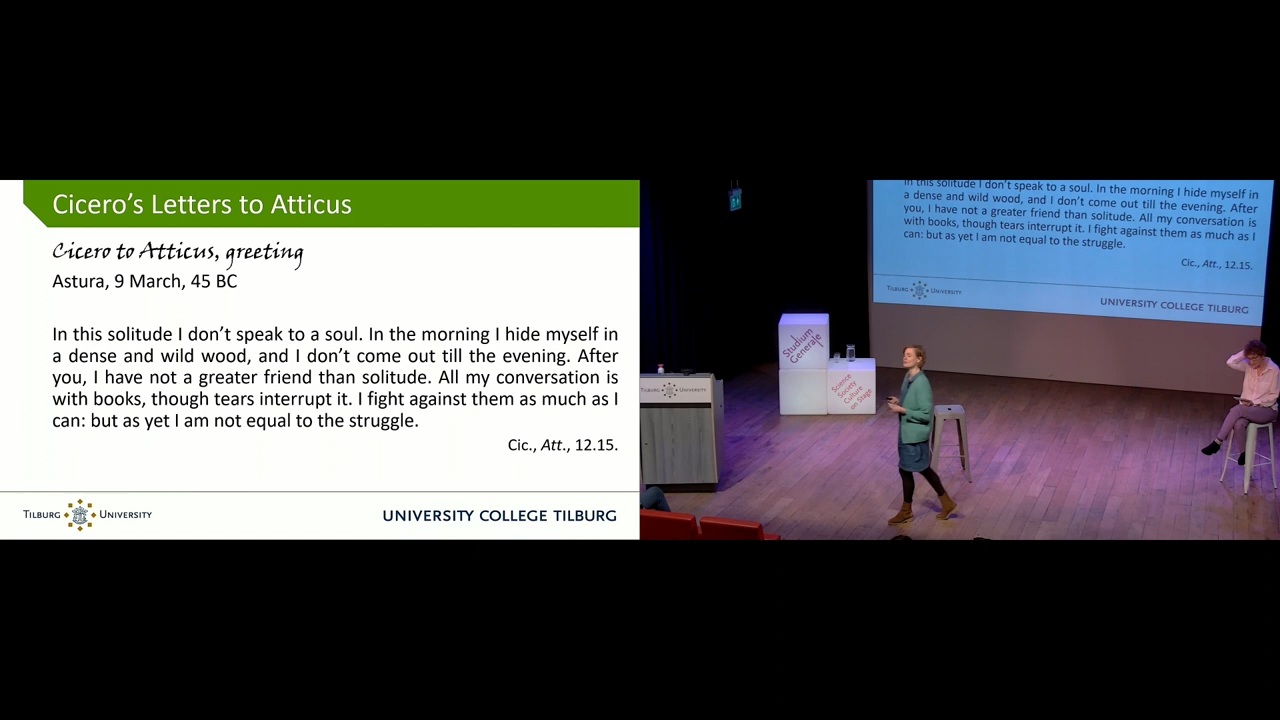 Cicero's Letters to Atticus
Cicero to Atticus, greeting
Astura, 9 March, 45 BC
In this solitude I don't speak to a soul. In the morning I hide myself in
a dense and wild wood, and I don't come out till the evening. After
you, I have not a greater friend than solitude. All my conversation is
with books, though tears interrupt it. I fight against them as much as I
can: but as yet I am not equal to the struggle.
Cic., Att., 12.15.
TILBURG UNIVERSITY
UNIVERSITY COLLEGE TILBURG
In this solitude I don't speak to a soul. In the morning I hide myself in
a dense and wild wood, and I don't come out till the evening. After
you, I have not a greater friend than solitude. All my conversation is
with books, though tears interrupt it. I fight against them as much as I
can: but as yet I am not equal to the struggle.
Cic., Att., 12.15.
TILBURG UNIVERSITY
UNIVERSITY COLLEGE TILBURG
Studium
Generale
Science
Society
Culture
on Stage
TILBURG UNIVERSITY